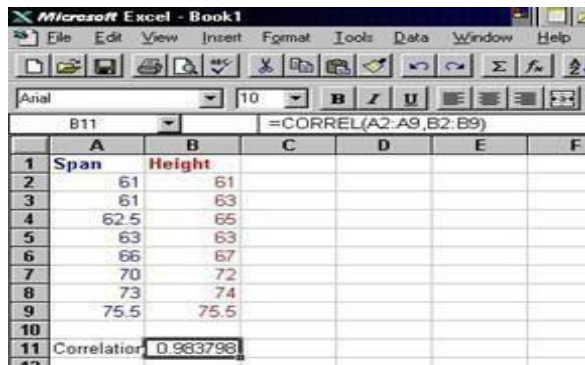 Microsoft Excel - Book1
File Edit View Insert Format Tools Data Window Help
Arial 10 B I U
B11 =CORREL(A2:A9,B2:B9)
A B C D E F
1 Span Height
2 61 61
3 61 63
4 62.5 65
5 63 63
6 66 67
7 70 72
8 73 74
9 75.5 75.5
10
11 Correlation 0.983798